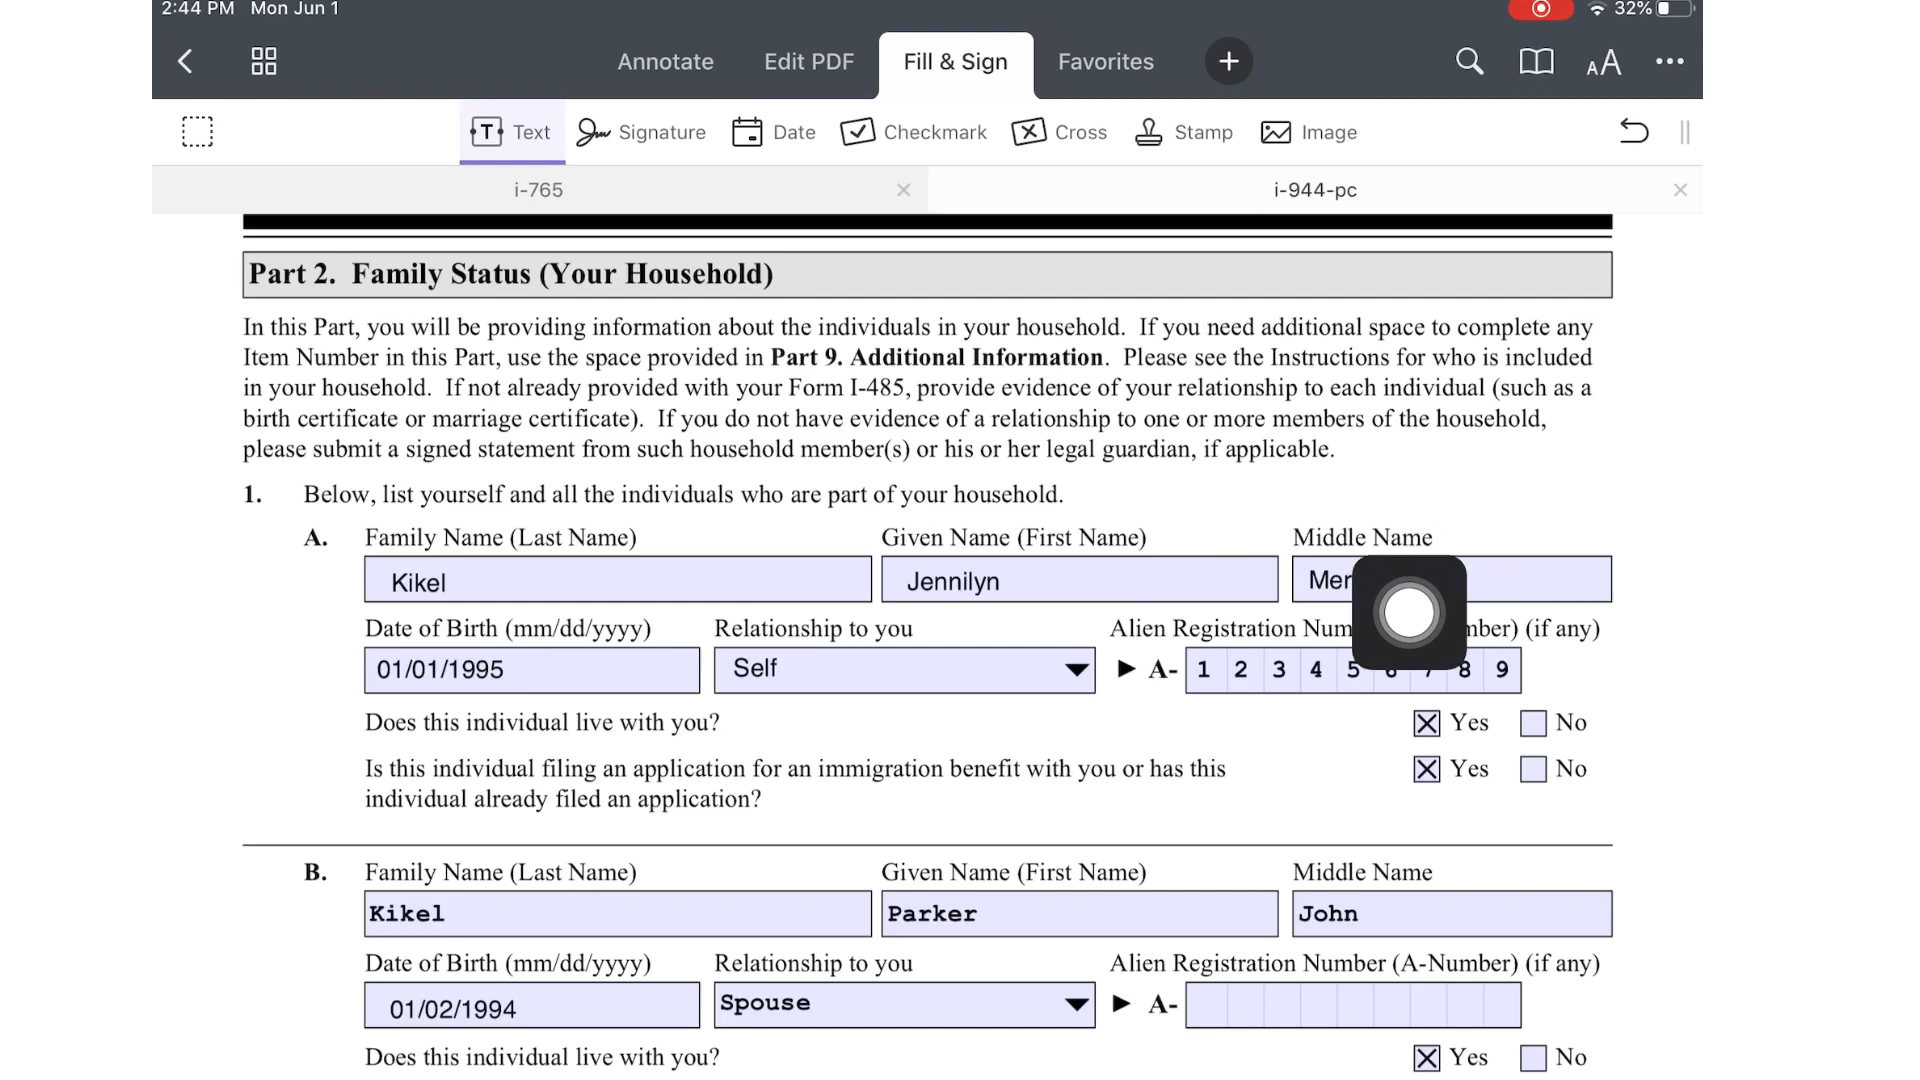 2:44 PM Mon Jun 1 32%
Annotate Edit PDF Fill & Sign Favorites AA
T Text Signature Date Checkmark Cross Stamp Image
i-765 i-944-pc
Part 2. Family Status (Your Household)
In this Part, you will be providing information about the individuals in your household. If you need additional space to complete any
Item Number in this Part, use the space provided in Part 9. Additional Information. Please see the Instructions for who is included
in your household. If not already provided with your Form I-485, provide evidence of your relationship to each individual (such as a
birth certificate or marriage certificate). If you do not have evidence of a relationship to one or more members of the household,
please submit a signed statement from such household member(s) or his or her legal guardian, if applicable.
1. Below, list yourself and all the individuals who are part of your household.
A. Family Name (Last Name) Given Name (First Name) Middle Name
Kikel Jennilyn
Date of Birth (mm/dd/yyyy) Relationship to you Alien Registration (if any)
01/01/1995 Self A- 1 2 3 4 5 8 9
Does this individual live with you? Yes No
Is this individual filing an application for an immigration benefit with you or has this Yes No
individual already filed an application?
B. Family Name (Last Name) Given Name (First Name) Middle Name
Kikel Parker John
Date of Birth (mm/dd/yyyy) Relationship to you Alien Registration Number (A-Number) (if any)
01/02/1994 Spouse A-
Does this individual live with you? Yes No